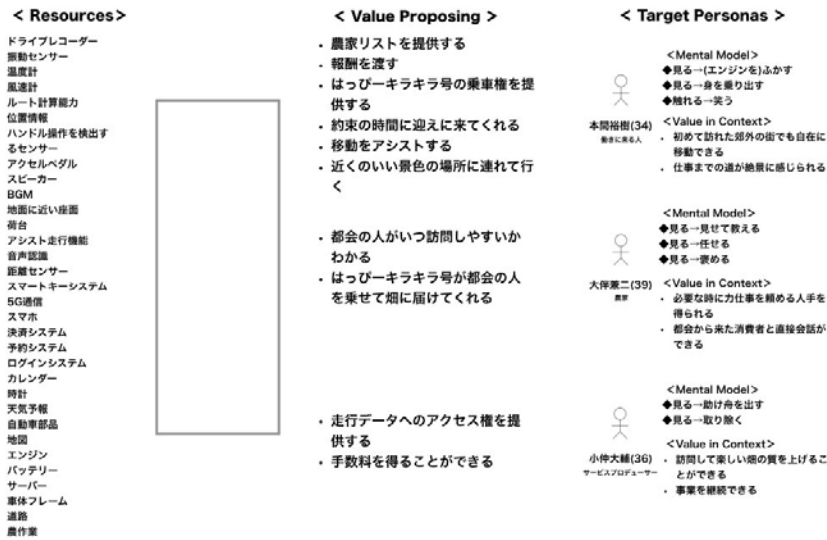 < Resources>
ドライブレコーダー
振動センサー
温度計
風速計
ルート計算能力
位置情報
ハンドル操作を検出す
るセンサー
アクセルペダル
スピーカー
BGM
地面に近い座面
荷台
アシスト走行機能
音声認識
距離センサー
スマートキーシステム
5G通信
スマホ
決済システム
予約システム
ログインシステム
カレンダー
時計
天気予報
自動車部品
地図
エンジン
バッテリー
サーバー
車体フレーム
道路
農作業
< Value Proposing >
・ 農家リストを提供する
・ 報酬を渡す
・ はっぴーキラキラ号の乗車権を提
供する
・ 約束の時間に迎えに来てくれる
・ 移動をアシストする
・ 近くのいい景色の場所に連れて行
く
・ 都会の人がいつ訪問しやすいか
わかる
・ はっぴーキラキラ号が都会の人
を乗せて畑に届けてくれる
・ 走行データへのアクセス権を提
供する
・ 手数料を得ることができる
< Target Personas >
<Mental Model>
◆見る→(エンジンを)ふかす
◆見る→身を乗り出す
◆触れる→笑う
本間裕樹(34)
働きに来る人
<Value in Context>
・ 初めて訪れた郊外の街でも自在に
移動できる
・ 仕事までの道が絶景に感じられる
<Mental Model>
◆見る→見せて教える
◆見る→任せる
◆見る→褒める
大伴兼二(39)
農家
<Value in Context>
・ 必要な時に力仕事を頼める人手を
得られる
・ 都会から来た消費者と直接会話が
できる
<Mental Model>
◆見る→助け舟を出す
◆見る→取り除く
小仲大輔(36)
サービスプロデューサー
<Value in Context>
・ 訪問して楽しい畑の質を上げるこ
とができる
・ 事業を継続できる